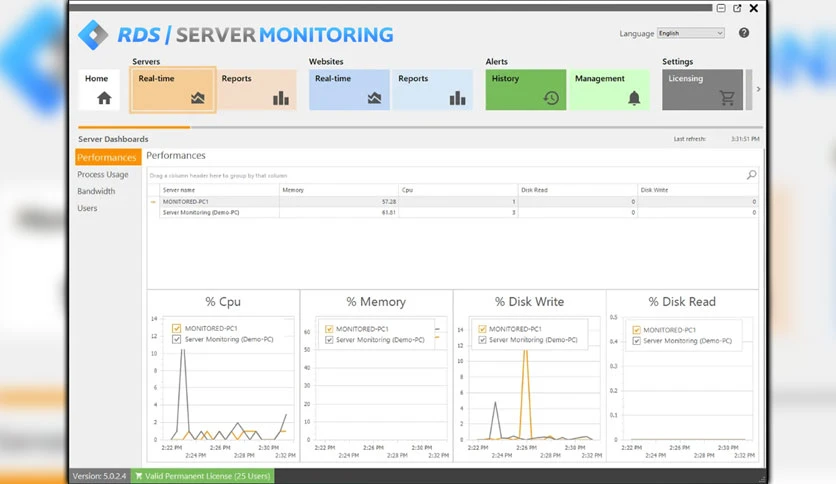 RDS / SERVER MONITORING
Language English
Servers Websites Alerts Settings
Home Real-time Reports Real-time Reports History Management Licensing
Server Dashboards Last refresh: 3:31:51 PM
Performances
Process Usage
Bandwidth
Users
Performances
Drag a column header here to group by that column
Server name Memory Cpu Disk Read Disk Write
MONITORED-PC1 57.28 1 0 0
Server Monitoring (Demo-PC) 61.81 3 0 0
% Cpu
MONITORED-PC1
Server Monitoring (Demo-PC)
14
12
10
8
6
4
2
0
2:22 PM 2:26 PM 2:30 PM
2:24 PM 2:28 PM 2:32 PM
% Memory
MONITORED-PC1
Server Monitoring (Demo-PC)
60
50
40
30
20
10
0
2:22 PM 2:26 PM 2:30 PM
2:24 PM 2:28 PM 2:32 PM
% Disk Write
MONITORED-PC1
Server Monitoring (Demo-PC)
14
12
10
8
6
4
2
0
2:22 PM 2:26 PM 2:30 PM
2:24 PM 2:28 PM 2:32 PM
% Disk Read
MONITORED-PC1
Server Monitoring (Demo-PC)
0.5
0.4
0.3
0.2
0.1
0
2:22 PM 2:26 PM 2:30 PM
2:24 PM 2:28 PM 2:32 PM
Version: 5.0.2.4 Valid Permanent License (25 Users)